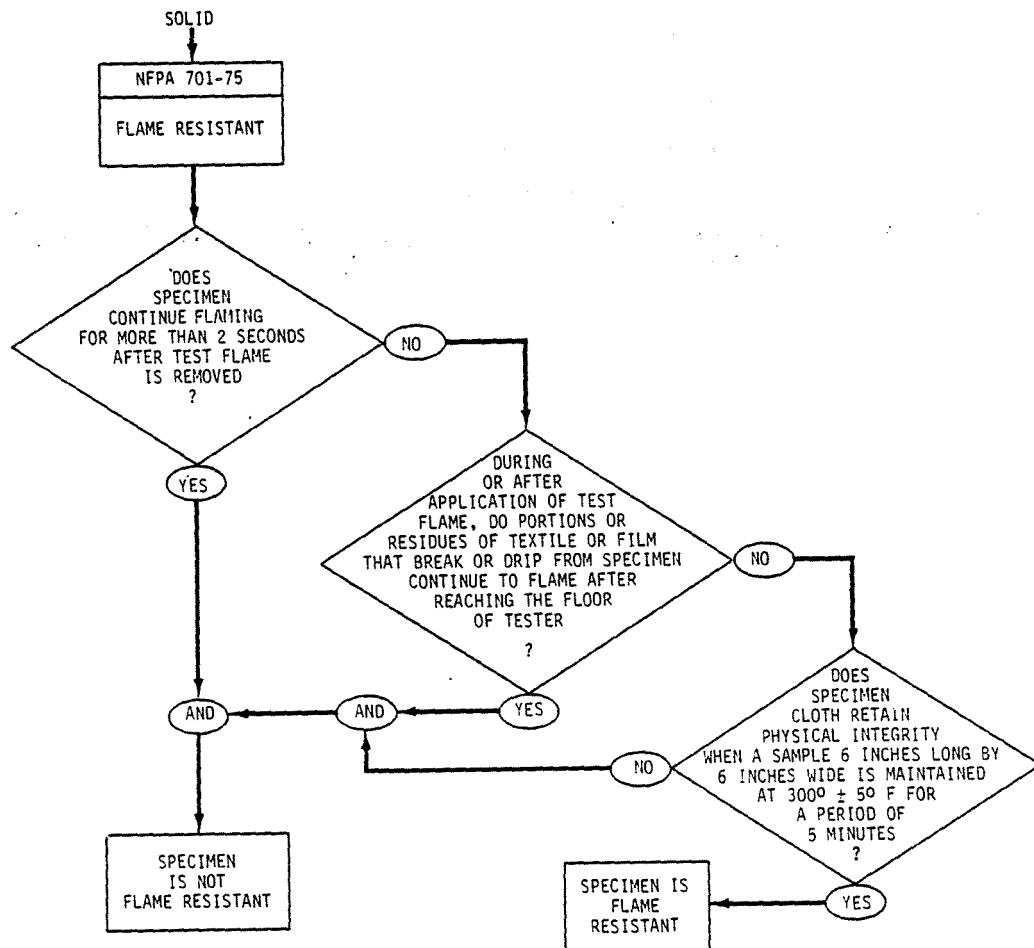 SOLID
NFPA 701-75
FLAME RESISTANT
DOES
SPECIMEN
CONTINUE FLAMING
FOR MORE THAN 2 SECONDS
AFTER TEST FLAME
IS REMOVED
?
NO
YES
DURING
OR AFTER
APPLICATION OF TEST
FLAME, DO PORTIONS OR
RESIDUES OF TEXTILE OR FILM
THAT BREAK OR DRIP FROM SPECIMEN
CONTINUE TO FLAME AFTER
REACHING THE FLOOR
OF TESTER
?
NO
YES
AND
AND
DOES
SPECIMEN
CLOTH RETAIN
PHYSICAL INTEGRITY
WHEN A SAMPLE 6 INCHES LONG BY
6 INCHES WIDE IS MAINTAINED
AT 300º ± 5º F FOR
A PERIOD OF
5 MINUTES
?
NO
YES
SPECIMEN
IS NOT
FLAME RESISTANT
SPECIMEN IS
FLAME
RESISTANT